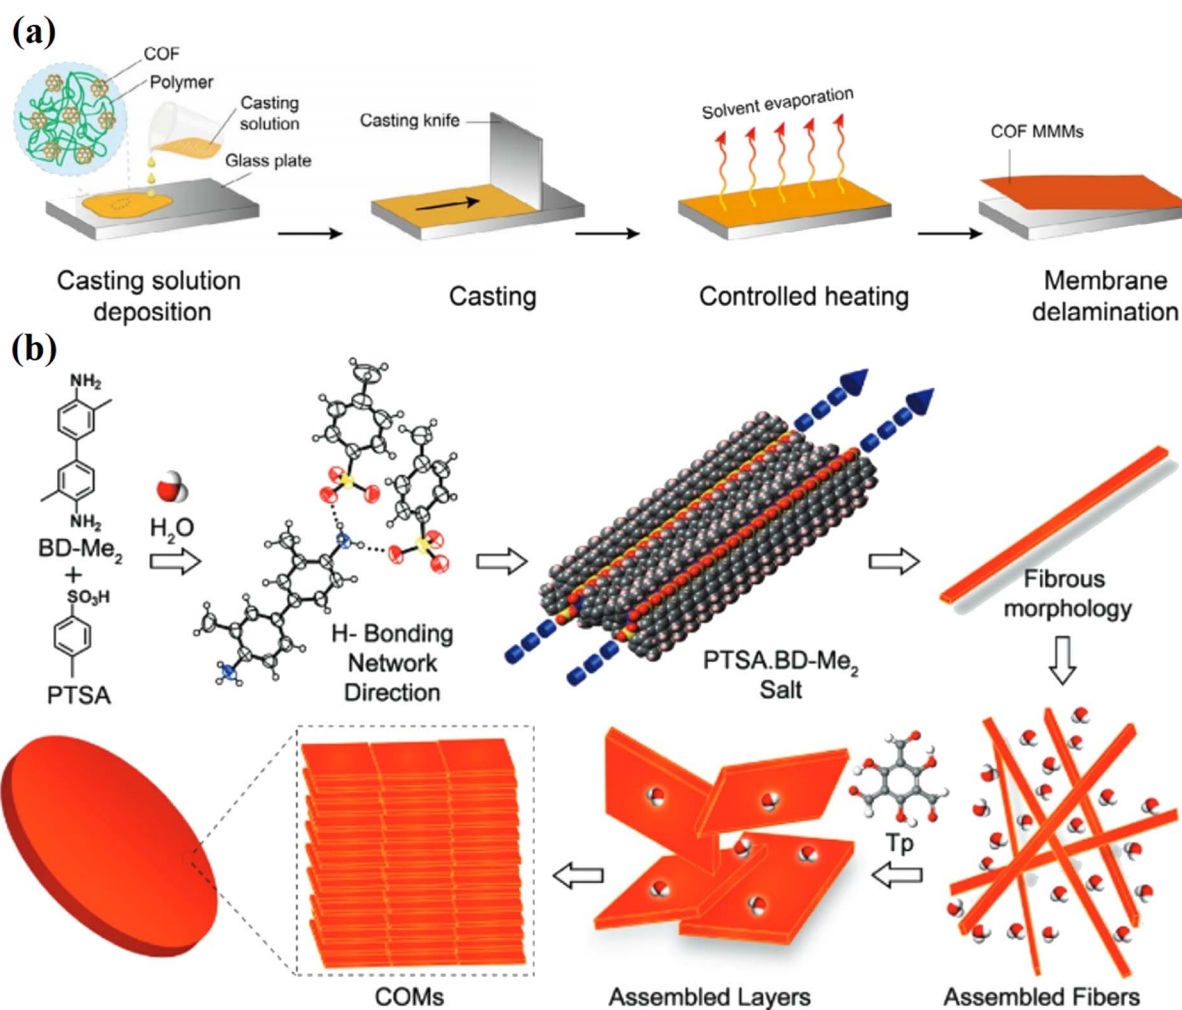 (a)
COF
Polymer
Casting
solution
Glass plate
Casting knife
Solvent evaporation
COF MMMs
Casting solution
deposition
Casting
Controlled heating
Membrane
delamination
(b)
NH₂
NH₂
BD-Me₂
+
SO₃H
PTSA
H₂O
H- Bonding
Network
Direction
PTSA.BD-Me₂
Salt
Fibrous
morphology
Tp
COMs
Assembled Layers
Assembled Fibers